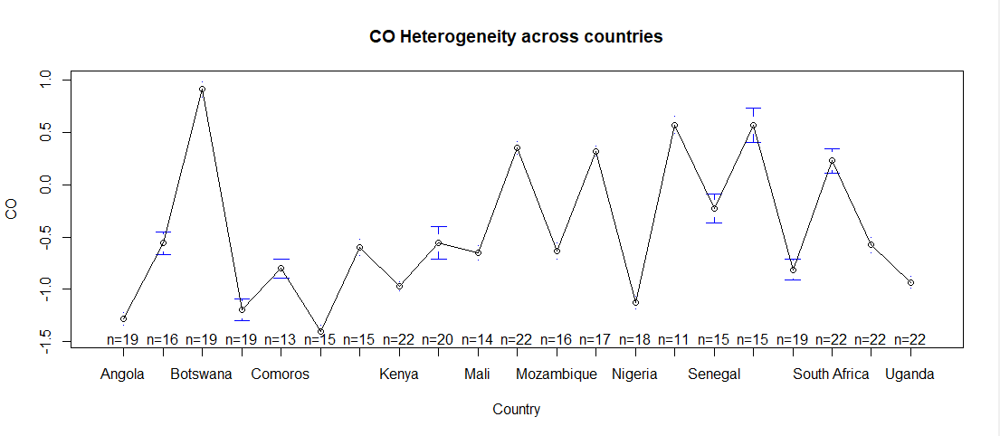 CO Heterogeneity across countries
1.0
0.5
0.0
-0.5
-1.0
-1.5
CO
n=19 n=16 n=19 n=19 n=13 n=15 n=15 n=22 n=20 n=14 n=22 n=16 n=17 n=18 n=11 n=15 n=15 n=19 n=22 n=22 n=22
Angola Botswana Comoros Kenya Mali Mozambique Nigeria Senegal South Africa Uganda
Country